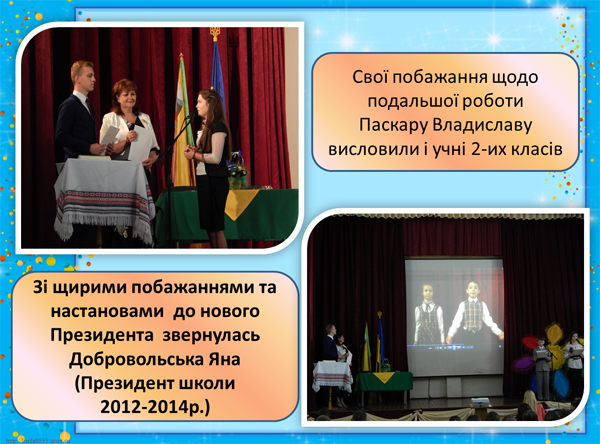 Свої побажання щодо
подальшої роботи
Паскару Владиславу
висловили і учні 2-их класів
Зі щирими побажаннями та
настановами до нового
Президента звернулась
Добровольська Яна
(Президент школи
2012-2014р.)